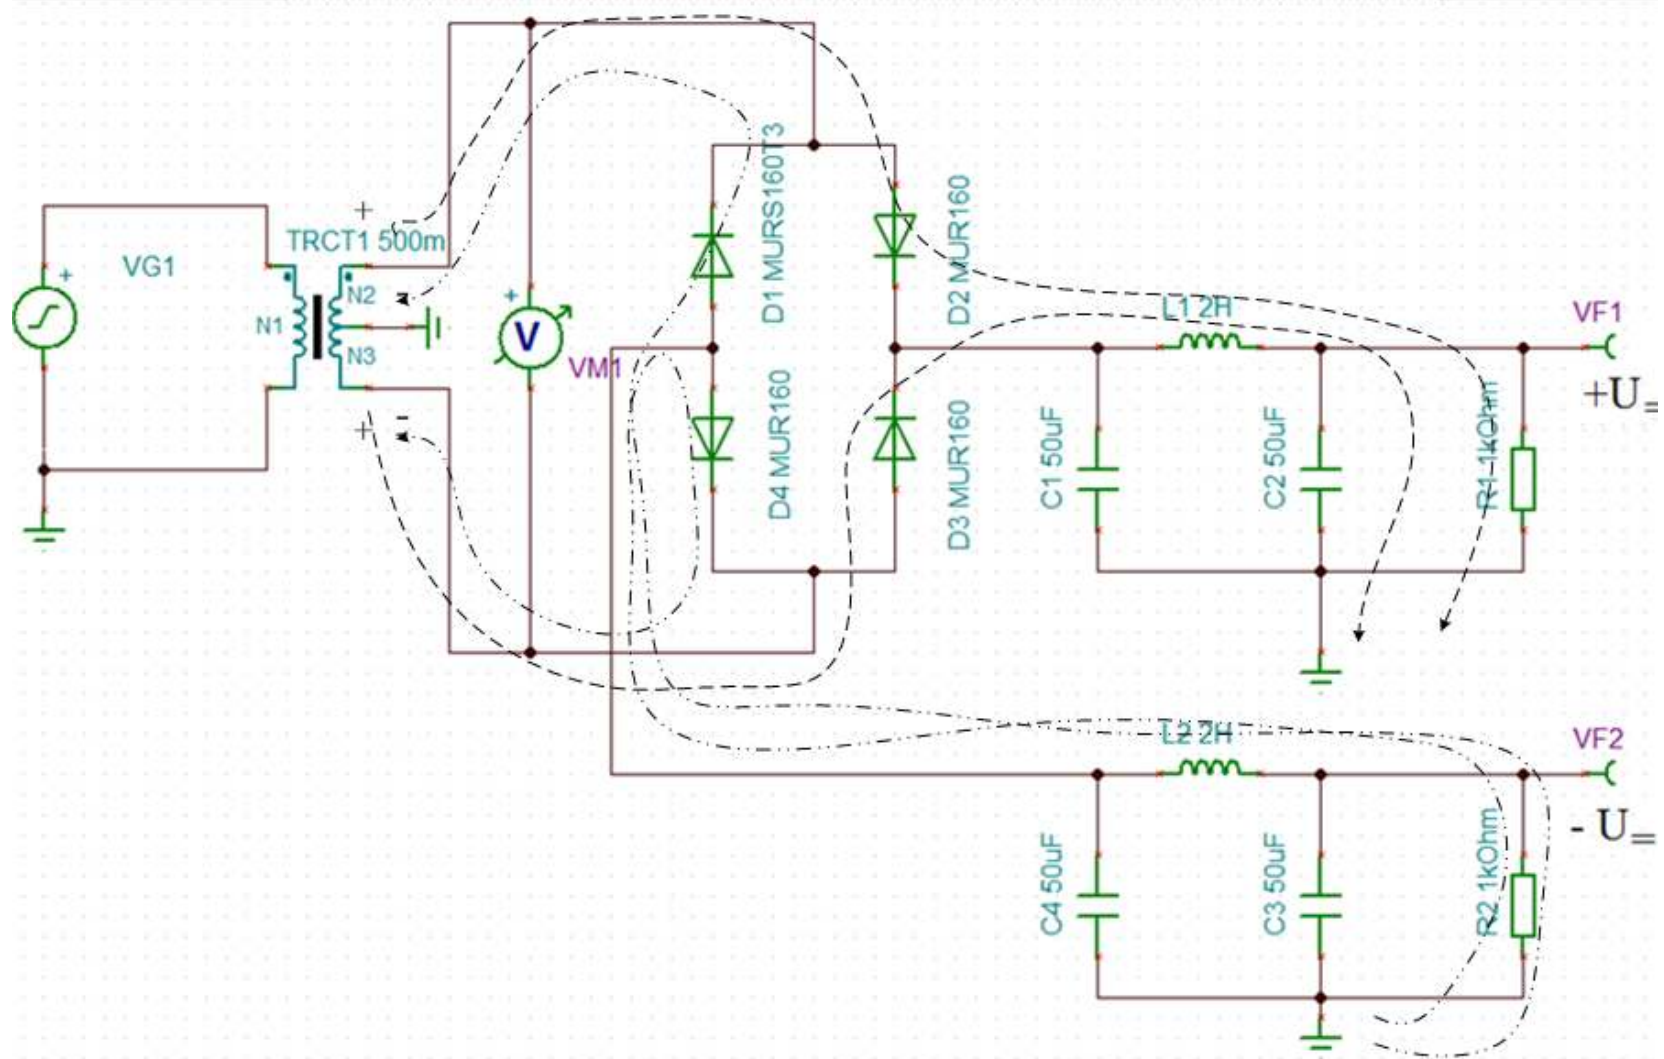 +
TRCT1 500m
VG1
+
N1
N2
N3
+
-
-
+
V
VM1
D1 MURS160T3
D2 MUR160
D4 MUR160
D3 MUR160
L1 2H
VF1
+U=
C1 50uF
C2 50uF
R1 1kOhm
L2 2H
VF2
- U=
C4 50uF
C3 50uF
R2 1kOhm